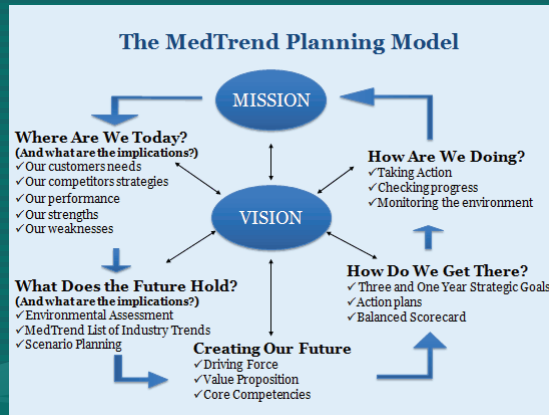 The MedTrend Planning Model
MISSION
Where Are We Today?
(And what are the implications?)
✓Our customers needs
✓Our competitors strategies
✓Our performance
✓Our strengths
✓Our weaknesses
How Are We Doing?
✓Taking Action
✓Checking progress
✓Monitoring the environment
VISION
What Does the Future Hold?
(And what are the implications?)
✓Environmental Assessment
✓MedTrend List of Industry Trends
✓Scenario Planning
How Do We Get There?
✓Three and One Year Strategic Goals
✓Action plans
✓Balanced Scorecard
Creating Our Future
✓Driving Force
✓Value Proposition
✓Core Competencies